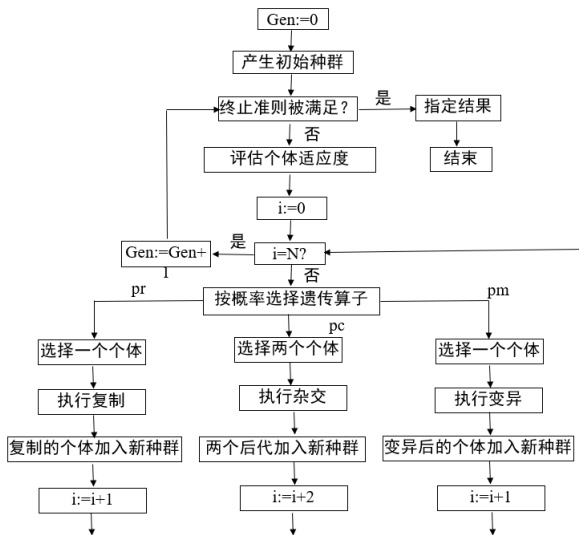 Gen:=0
产生初始种群
终止准则被满足？
是
指定结果
否
结束
评估个体适应度
i:=0
Gen:=Gen+
1
是
i=N?
否
pr
按概率选择遗传算子
pm
pc
选择一个个体
选择两个个体
选择一个个体
执行复制
执行杂交
执行变异
复制的个体加入新种群
两个后代加入新种群
变异后的个体加入新种群
i:=i+1
i:=i+2
i:=i+1